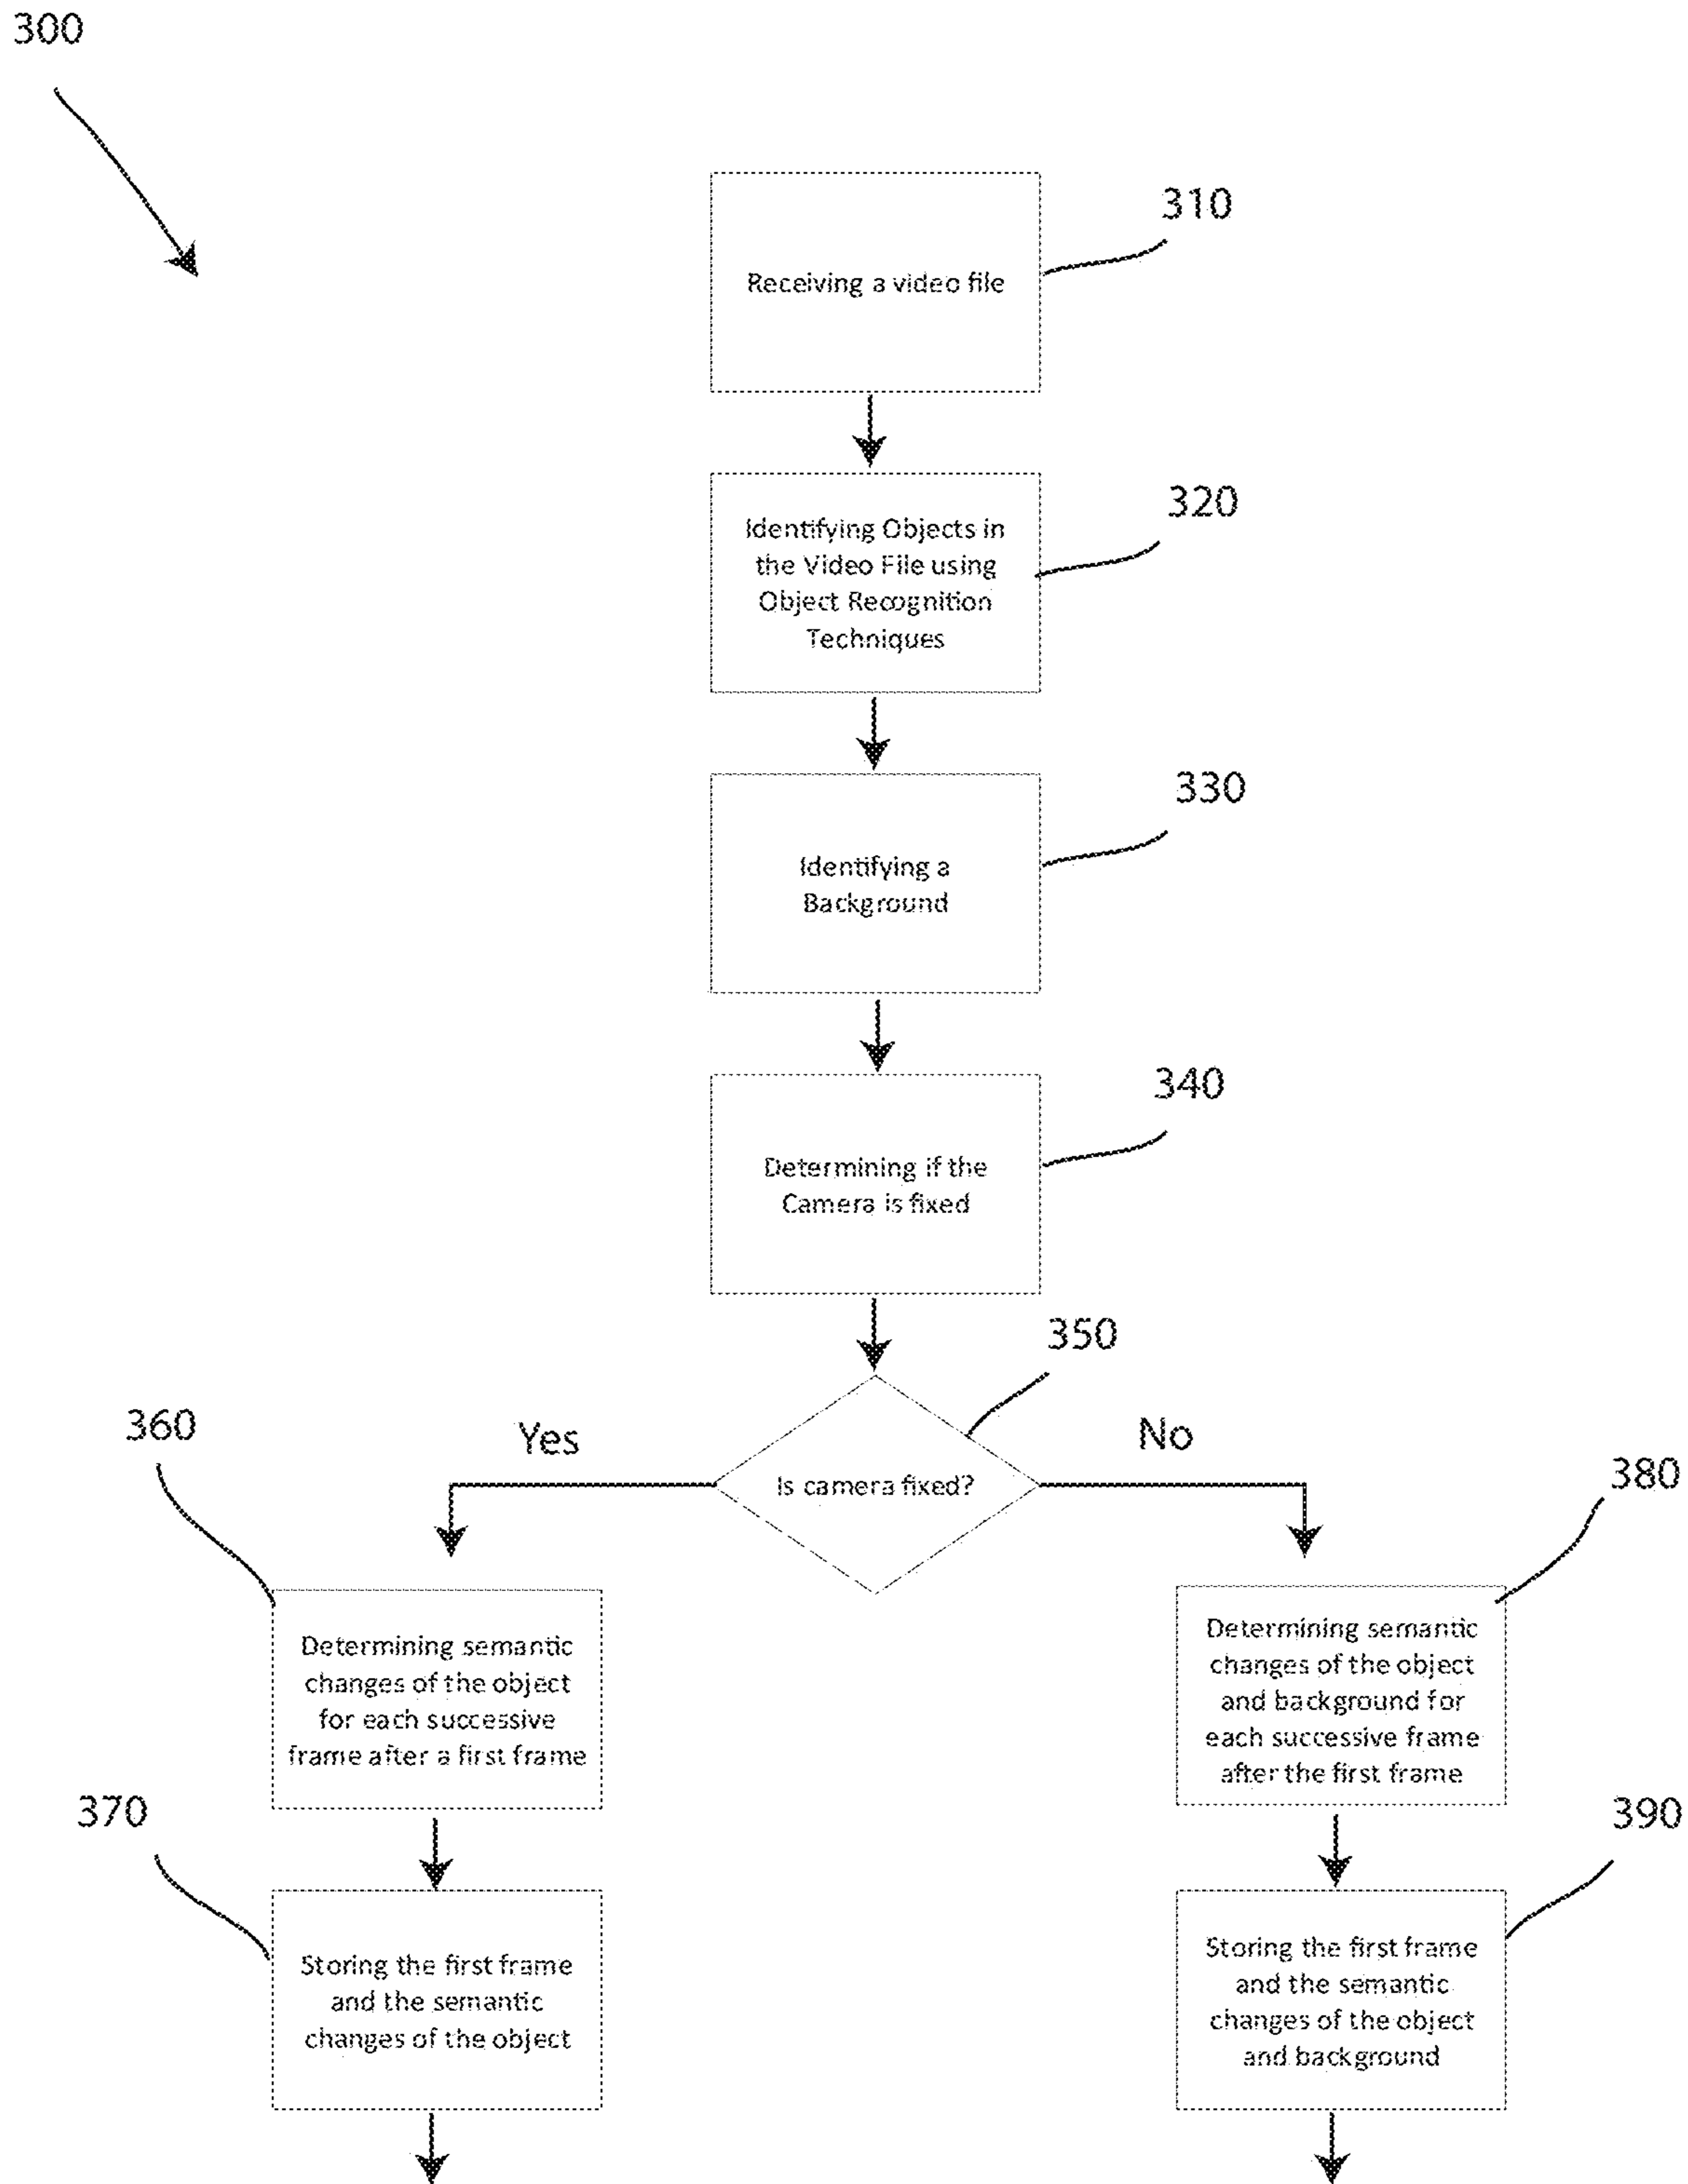 300
310
Receiving a video file
320
Identifying Objects in
the Video File using
Object Recognition
Techniques
330
Identifying a
Background
340
Determining if the
Camera is fixed
350
Is camera fixed?
Yes
No
360
Determining semantic
changes of the object
for each successive
frame after a first frame
370
Storing the first frame
and the semantic
changes of the object
380
Determining semantic
changes of the object
and background for
each successive frame
after the first frame
390
Storing the first frame
and the semantic
changes of the object
and background